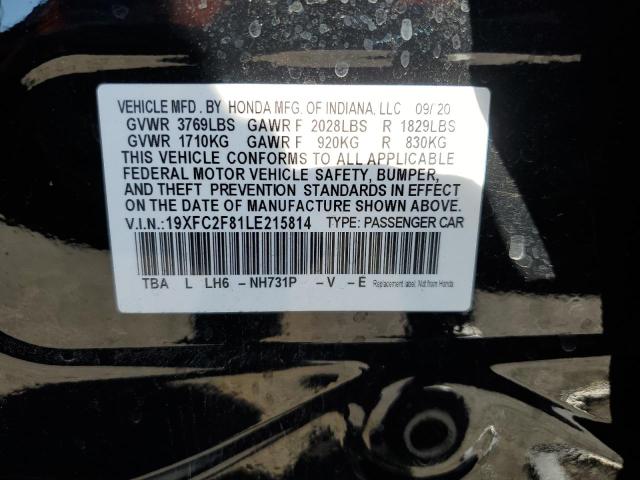 VEHICLE MFD. BY HONDA MFG. OF INDIANA, LLC 09/20
GVWR 3769LBS GAWR F 2028LBS R 1829LBS
GVWR 1710KG GAWR F 920KG R 830KG
THIS VEHICLE CONFORMS TO ALL APPLICABLE
FEDERAL MOTOR VEHICLE SAFETY, BUMPER,
AND THEFT PREVENTION STANDARDS IN EFFECT
ON THE DATE OF MANUFACTURE SHOWN ABOVE.
V.I.N.:19XFC2F81LE215814 TYPE: PASSENGER CAR
TBA L LH6 -NH731P -V -E Replacement label. Not from Honda